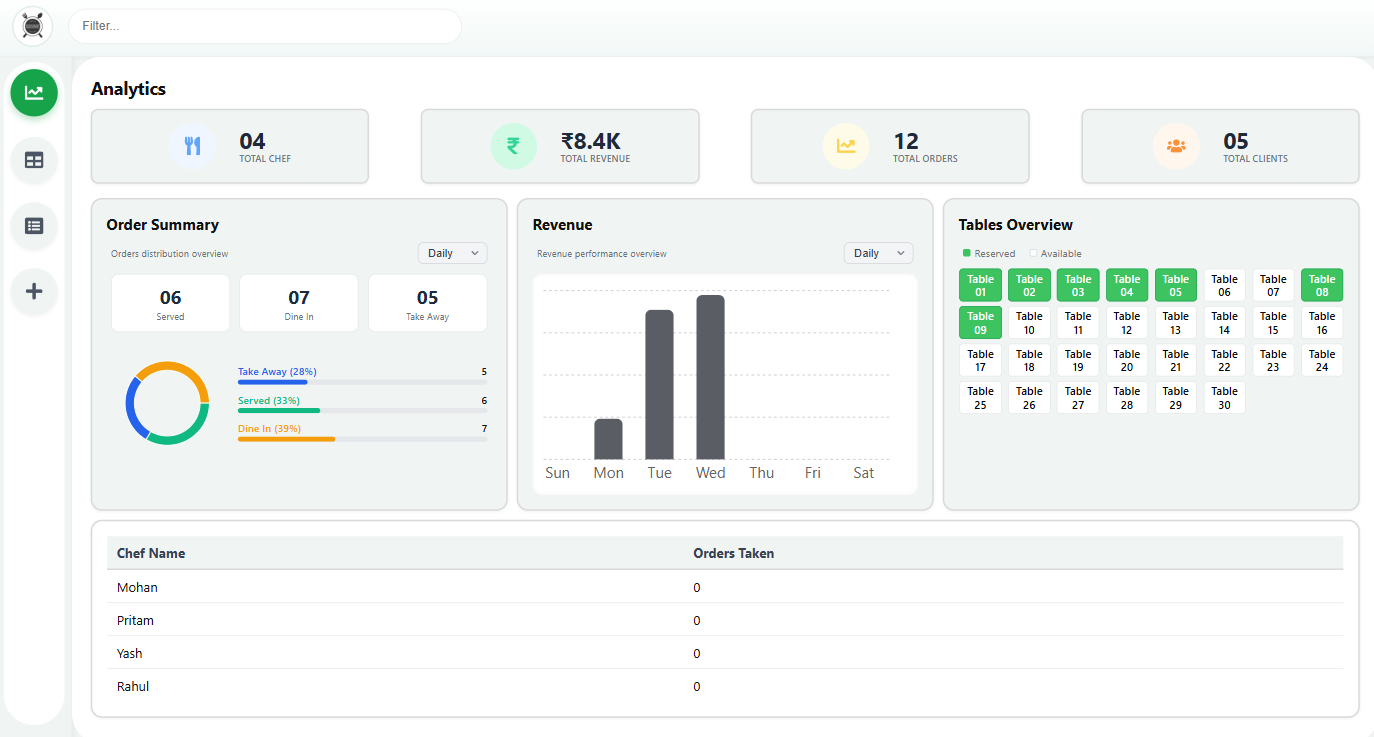 Filter...
Analytics
04
TOTAL CHEF
₹8.4K
TOTAL REVENUE
12
TOTAL ORDERS
05
TOTAL CLIENTS
Order Summary
Orders distribution overview
Daily
06
Served
07
Dine In
05
Take Away
Take Away (28%) 5
Served (33%) 6
Dine In (39%) 7
Revenue
Revenue performance overview
Daily
Sun Mon Tue Wed Thu Fri Sat
Tables Overview
Reserved Available
Table 01
Table 02
Table 03
Table 04
Table 05
Table 06
Table 07
Table 08
Table 09
Table 10
Table 11
Table 12
Table 13
Table 14
Table 15
Table 16
Table 17
Table 18
Table 19
Table 20
Table 21
Table 22
Table 23
Table 24
Table 25
Table 26
Table 27
Table 28
Table 29
Table 30
Chef Name Orders Taken
Mohan 0
Pritam 0
Yash 0
Rahul 0